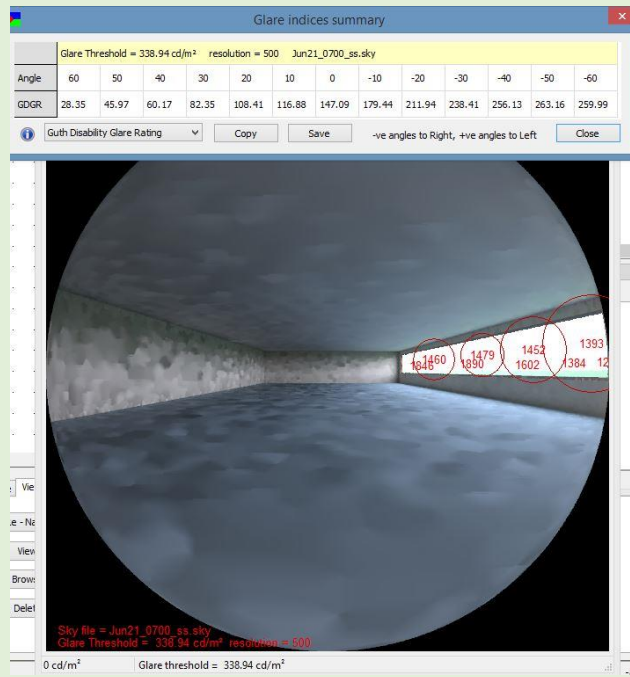 Glare indices summary
Glare Threshold = 338.94 cd/m² resolution = 500 Jun21_0700_ss.sky
Angle 60 50 40 30 20 10 0 -10 -20 -30 -40 -50 -60
GDGR 28.35 45.97 60.17 82.35 108.41 116.88 147.09 179.44 211.94 238.41 256.13 263.16 259.99
Guth Disability Glare Rating Copy Save -ve angles to Right, +ve angles to Left Close
1393
1452
1479
1460
1846 1890 1602 1384
Vie
View
Brows
Delet
Sky file = Jun21_0700_ss.sky
Glare Threshold = 338.94 cd/m² resolution = 500
0 cd/m² Glare threshold = 338.94 cd/m²